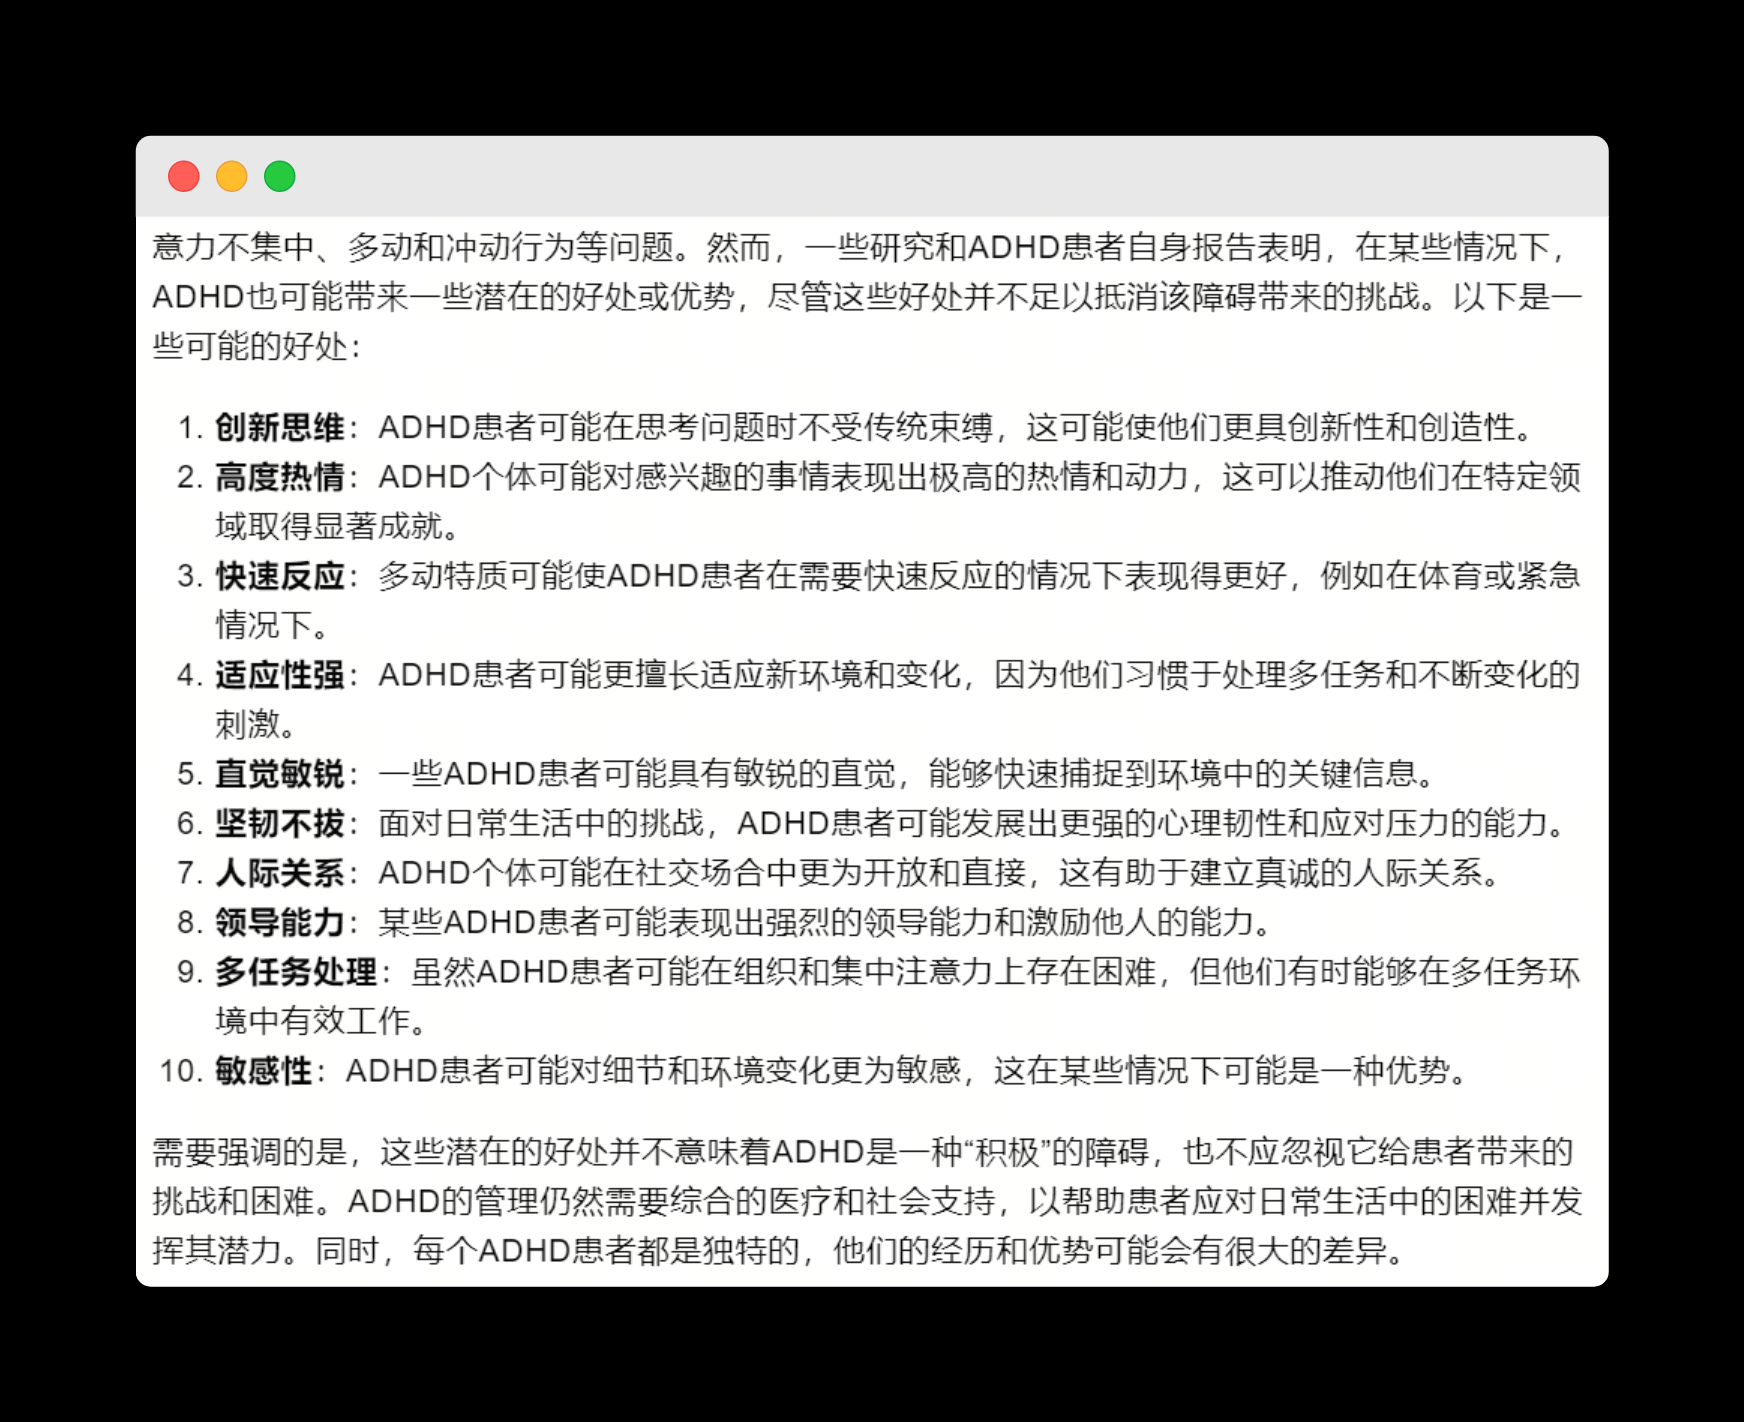 意力不集中、多动和冲动行为等问题。然而，一些研究和ADHD患者自身报告表明，在某些情况下，
ADHD也可能带来一些潜在的好处或优势，尽管这些好处并不足以抵消该障碍带来的挑战。以下是一
些可能的好处：
1. 创新思维：ADHD患者可能在思考问题时不受传统束缚，这可能使他们更具创新性和创造性。
2. 高度热情：ADHD个体可能对感兴趣的事情表现出极高的热情和动力，这可以推动他们在特定领
域取得显著成就。
3. 快速反应：多动特质可能使ADHD患者在需要快速反应的情况下表现得更好，例如在体育或紧急
情况下。
4. 适应性强：ADHD患者可能更擅长适应新环境和变化，因为他们习惯于处理多任务和不断变化的
刺激。
5. 直觉敏锐：一些ADHD患者可能具有敏锐的直觉，能够快速捕捉到环境中的关键信息。
6. 坚韧不拔：面对日常生活中的挑战，ADHD患者可能发展出更强的心理韧性和应对压力的能力。
7. 人际关系：ADHD个体可能在社交场合中更为开放和直接，这有助于建立真诚的人际关系。
8. 领导能力：某些ADHD患者可能表现出强烈的领导能力和激励他人的能力。
9. 多任务处理：虽然ADHD患者可能在组织和集中注意力上存在困难，但他们有时能够在多任务环
境中有效工作。
10. 敏感性：ADHD患者可能对细节和环境变化更为敏感，这在某些情况下可能是一种优势。
需要强调的是，这些潜在的好处并不意味着ADHD是一种“积极”的障碍，也不应忽视它给患者带来的
挑战和困难。ADHD的管理仍然需要综合的医疗和社会支持，以帮助患者应对日常生活中的困难并发
挥其潜力。同时，每个ADHD患者都是独特的，他们的经历和优势可能会有很大的差异。